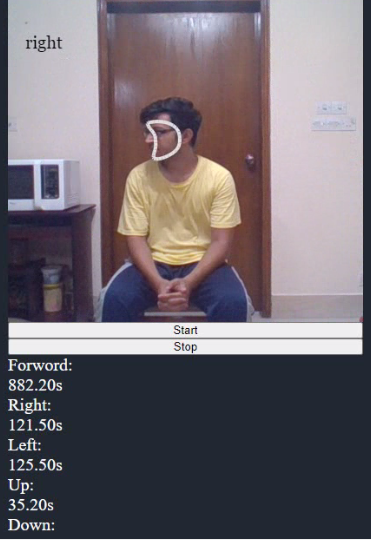 right
Start
Stop
Forword:
882.20s
Right:
121.50s
Left:
125.50s
Up:
35.20s
Down: